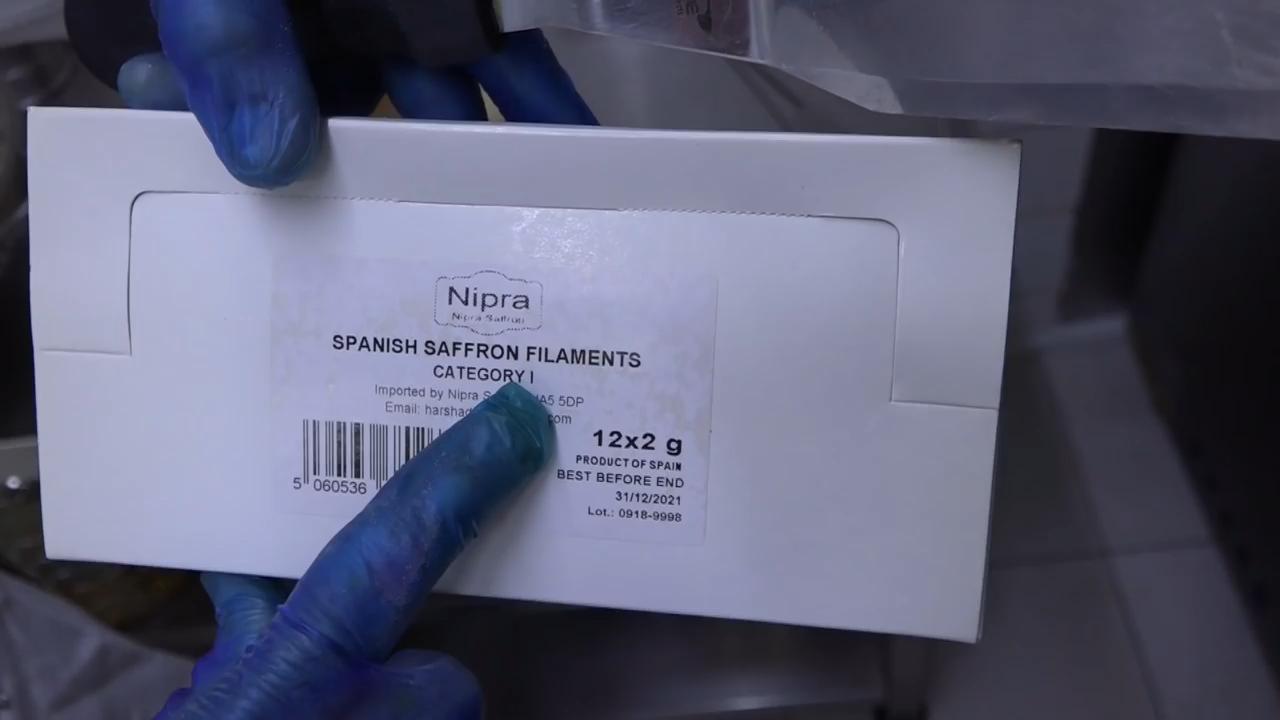 Nipra
Nipra Saffron
SPANISH SAFFRON FILAMENTS
CATEGORY I
Imported by Nipra 5DP
Email:
12x2 g
PRODUCT OF SPAIN
BEST BEFORE END
31/12/2021
Lot.: 0918-9998
5 060536